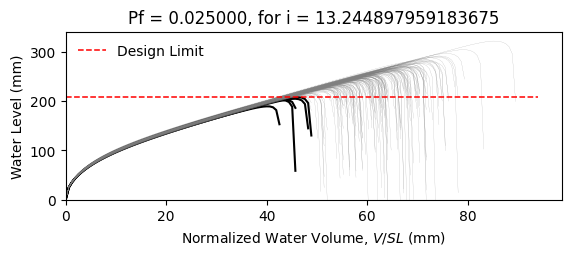 Pf = 0.025000, for i = 13.244897959183675
Water Level (mm)
300
200
100
0
Design Limit
0 20 40 60 80
Normalized Water Volume, V/SL (mm)